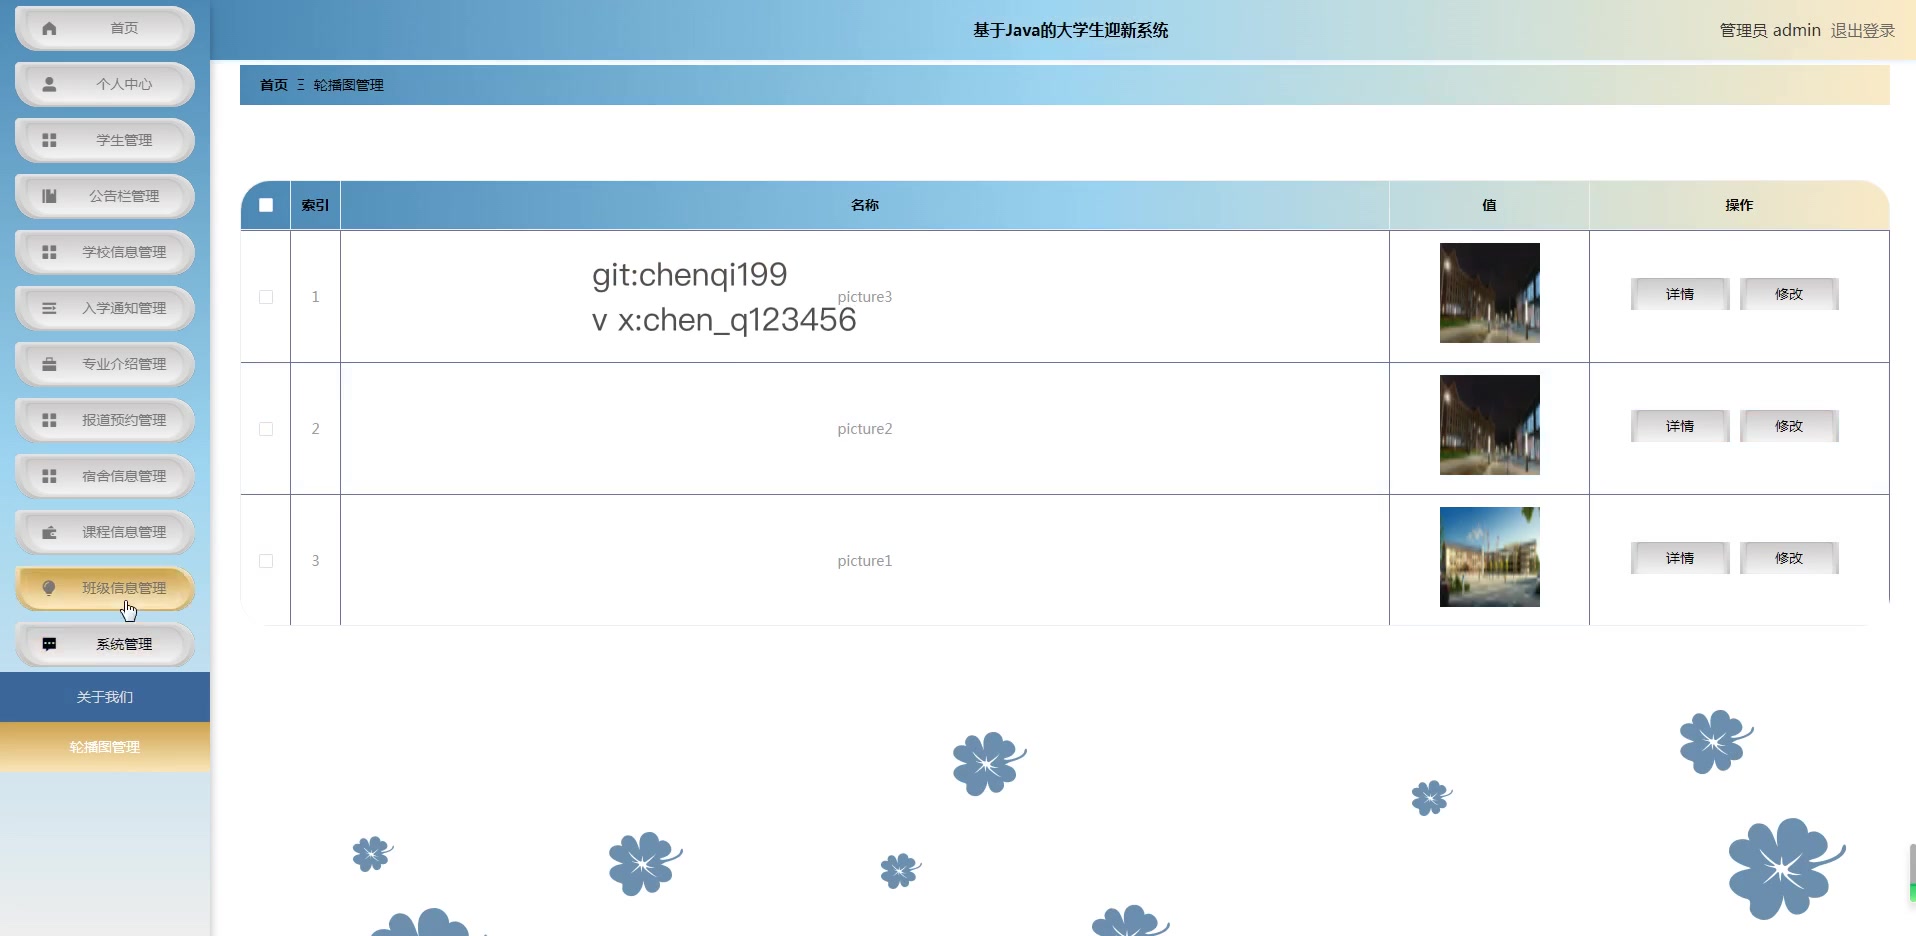 首页
个人中心
学生管理
公告栏管理
学校信息管理
入学通知管理
专业介绍管理
报道预约管理
宿舍信息管理
课程信息管理
班级信息管理
系统管理
关于我们
轮播图管理
基于Java的大学生迎新系统
管理员 admin 退出登录
首页 Ξ 轮播图管理
索引 名称 值 操作
git:chenqi199
1 picture3 详情 修改
v x:chen_q123456
2 picture2 详情 修改
3 picture1 详情 修改